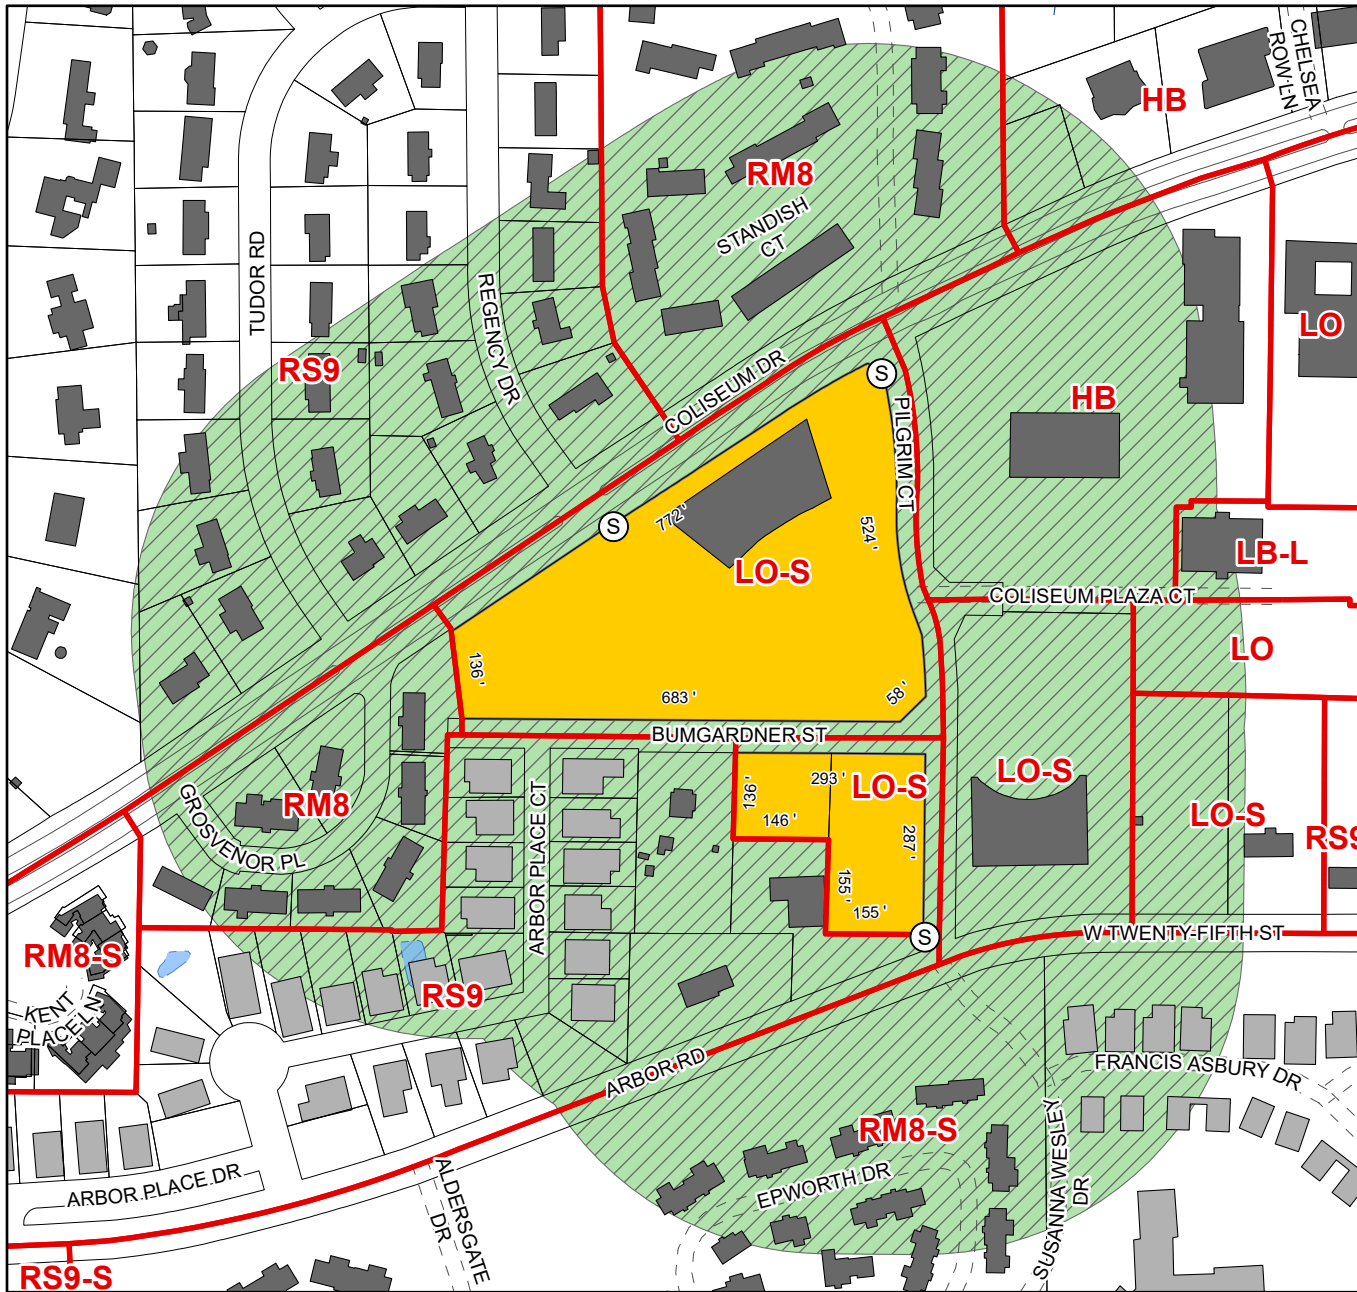 CHELSEA
ROW LN
HB
RM8
STANDISH
CT
TUDOR RD
REGENCY DR
LO
RS9
COLISEUM DR
S
PILGRIM CT
HB
S
772 '
524 '
LO-S
LB-L
COLISEUM PLAZA CT
LO
136 '
683 '
58 '
BUMGARDNER ST
LO-S
293 '
LO-S
136 '
146 '
287 '
LO-S
RS9
GROSVENOR PL
RM8
ARBOR PLACE CT
155 '
155 '
S
W TWENTY-FIFTH ST
RM8-S
KENT
PLACE LN
RS9
ARBOR RD
FRANCIS ASBURY DR
RM8-S
SUSANNA WESLEY
DR
EPWORTH DR
ARBOR PLACE DR
ALDERSGATE
DR
RS9-S